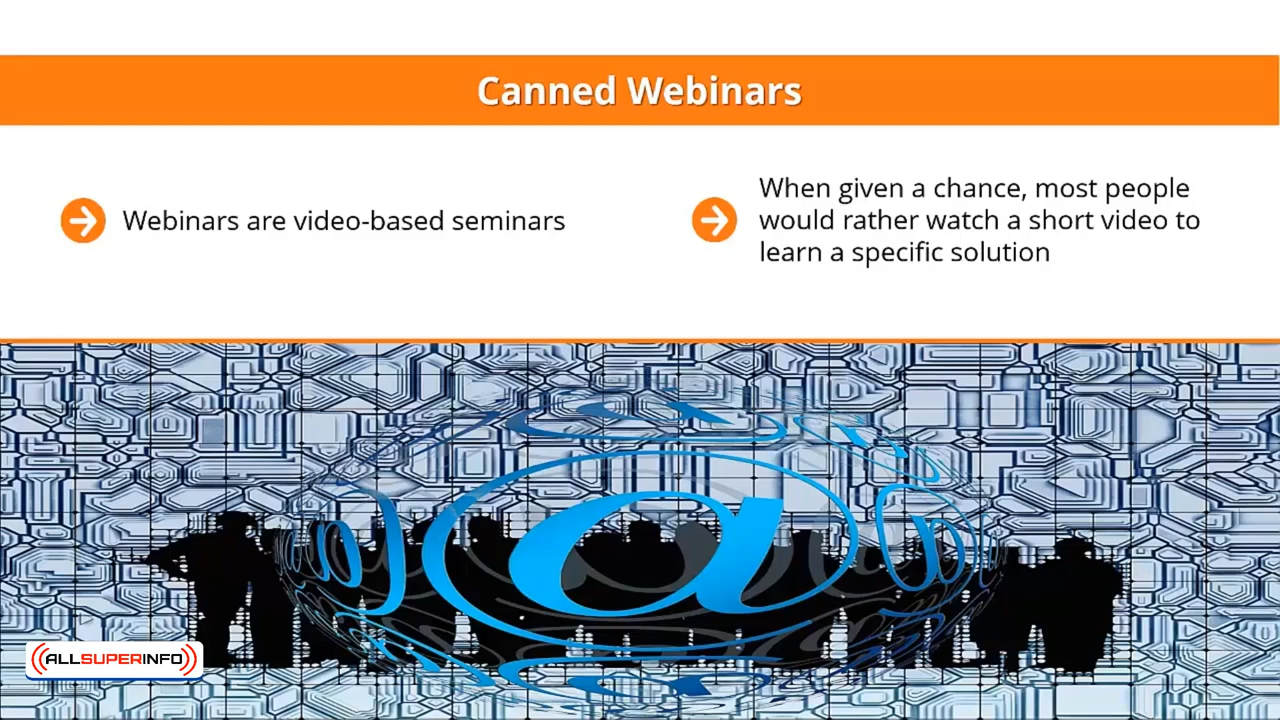 Canned Webinars
Webinars are video-based seminars
When given a chance, most people
would rather watch a short video to
learn a specific solution
@
ALLSUPERINFO